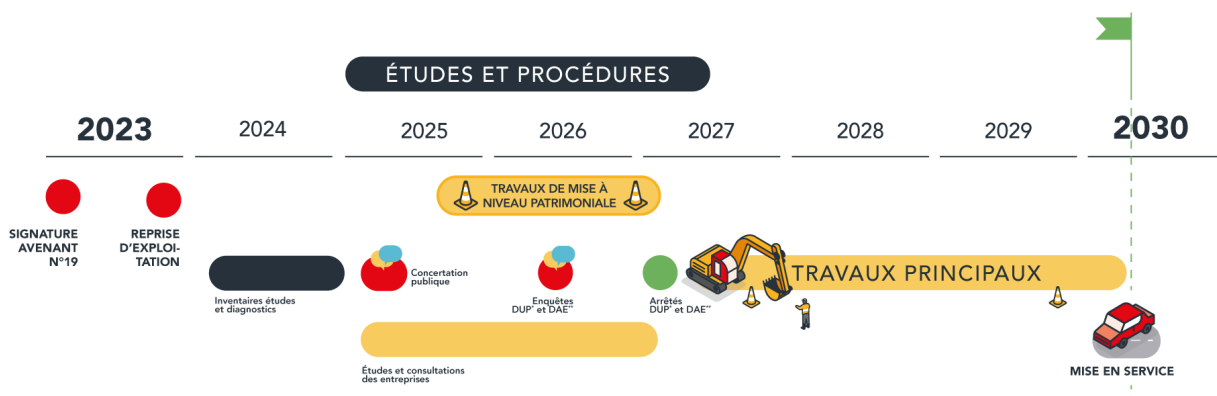 ÉTUDES ET PROCÉDURES
2023
2024
2025
2026
2027
2028
2029
2030
TRAVAUX DE MISE À
NIVEAU PATRIMONIALE
SIGNATURE
AVENANT
N°19
REPRISE
D'EXPLOI-
TATION
Inventaires études
et diagnostics
Concertation
publique
Enquêtes
DUP* et DAE**
Arrêtés
DUP* et DAE**
TRAVAUX PRINCIPAUX
Études et consultations
des entreprises
MISE EN SERVICE